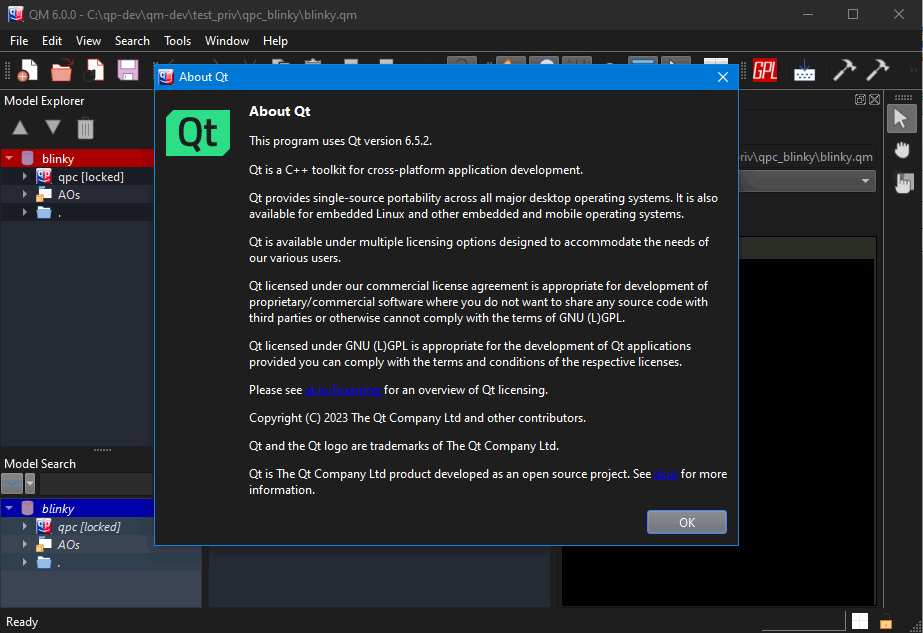 QM 6.0.0 - C:\qp-dev\qm-dev\test_priv\qpc_blinky\blinky.qm
File Edit View Search Tools Window Help
GPL
About Qt
Model Explorer
Qt
About Qt
This program uses Qt version 6.5.2.
Qt is a C++ toolkit for cross-platform application development.
Qt provides single-source portability across all major desktop operating systems. It is also
available for embedded Linux and other embedded and mobile operating systems.
Qt is available under multiple licensing options designed to accommodate the needs of
our various users.
Qt licensed under our commercial license agreement is appropriate for development of
proprietary/commercial software where you do not want to share any source code with
third parties or otherwise cannot comply with the terms of GNU (L)GPL.
Qt licensed under GNU (L)GPL is appropriate for the development of Qt applications
provided you can comply with the terms and conditions of the respective licenses.
Please see qt.io/licensing for an overview of Qt licensing.
Copyright (C) 2023 The Qt Company Ltd and other contributors.
Qt and the Qt logo are trademarks of The Qt Company Ltd.
Qt is The Qt Company Ltd product developed as an open source project. See qt.io for more
information.
OK
blinky
qpc [locked]
AOs
.
riv\qpc_blinky\blinky.qm
Model Search
blinky
qpc [locked]
AOs
.
Ready